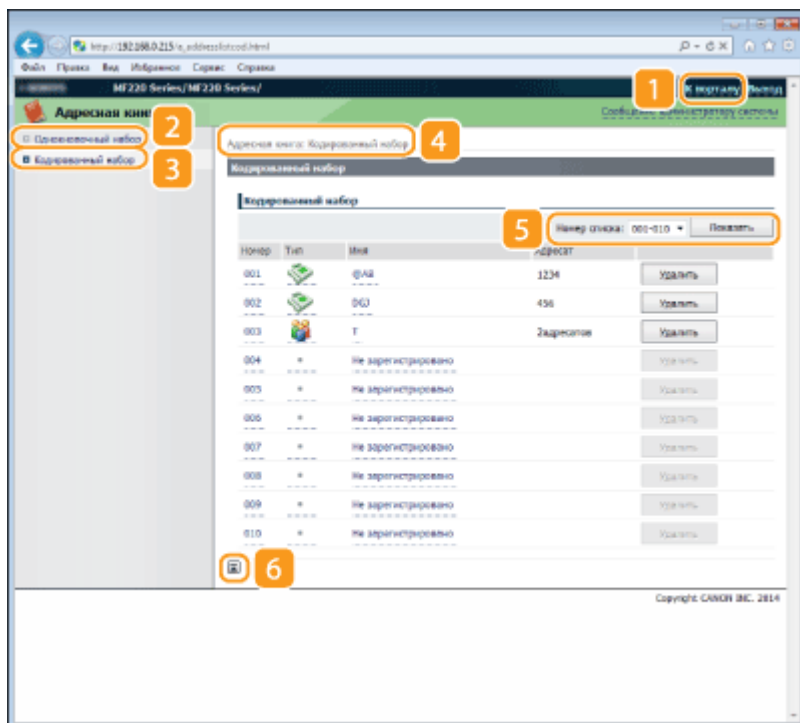 http://192.168.0.215/a_addresslistcod.html
Файл Правка Вид Избранное Сервис Справка
MF220 Series/MF220 Series/
К порталу Выход
1
Адресная книга
Сообщение администратору системы
Однокнопочный набор
2
Кодированный набор
3
Адресная книга: Кодированный набор
4
Кодированный набор
Кодированный набор
5
Номер списка: 001-010 Показать
Номер Тип Имя Адресат
001 @AB 1234 Удалить
002 DGJ 456 Удалить
003 T 2адресатов Удалить
004 Не зарегистрировано Удалить
005 Не зарегистрировано Удалить
006 Не зарегистрировано Удалить
007 Не зарегистрировано Удалить
008 Не зарегистрировано Удалить
009 Не зарегистрировано Удалить
010 Не зарегистрировано Удалить
6
Copyright CANON INC. 2014